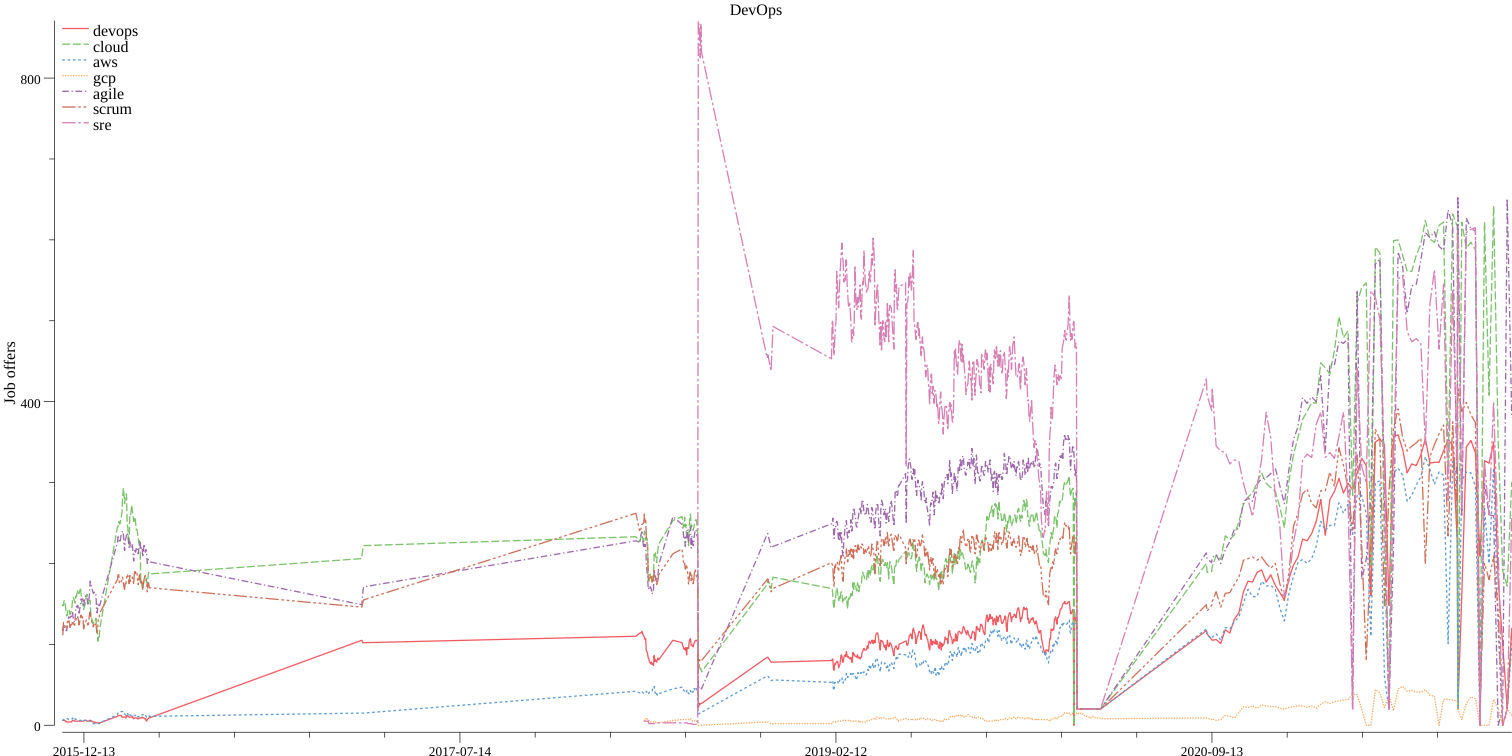 DevOps
devops
cloud
aws
gcp
agile
scrum
sre
800
400
0
Job offers
2015-12-13
2017-07-14
2019-02-12
2020-09-13